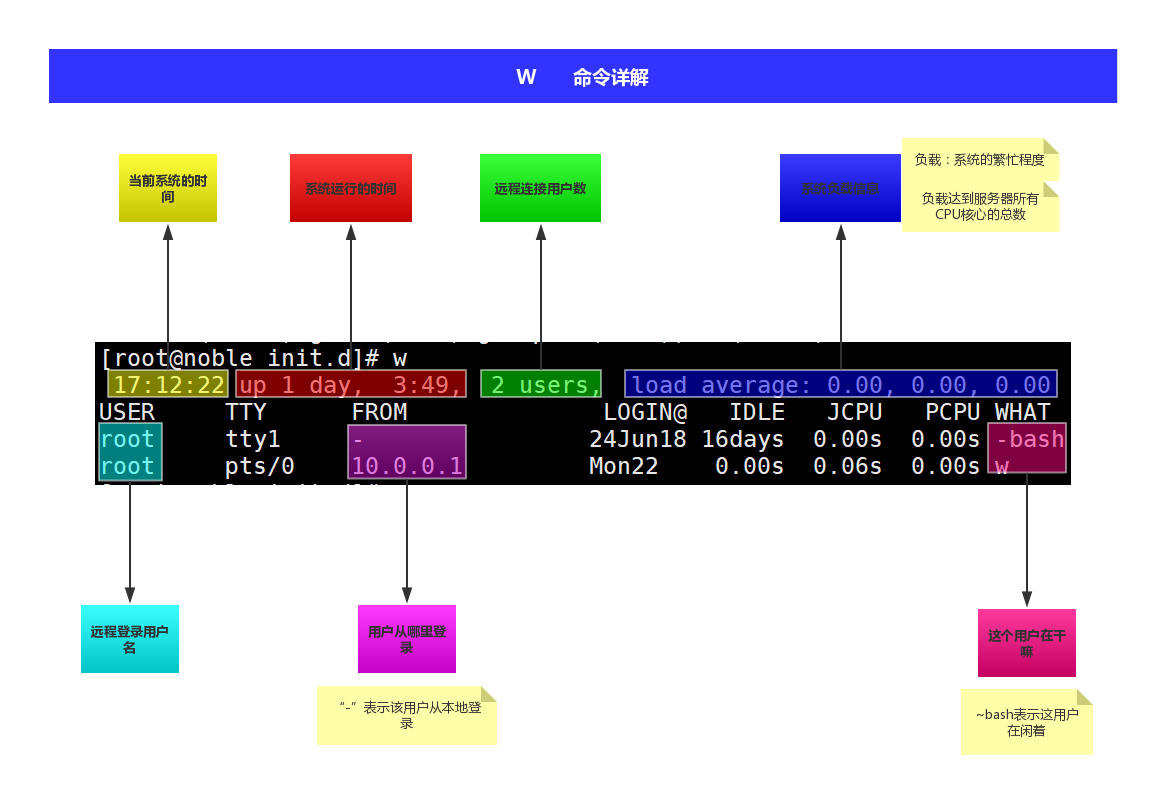 W 命令详解
当前系统的时
间
系统运行的时间
远程连接用户数
系统负载信息
负载：系统的繁忙程度
负载达到服务器所有
CPU核心的总数
[root@noble init.d]# w
17:12:22 up 1 day, 3:49, 2 users, load average: 0.00, 0.00, 0.00
USER TTY FROM LOGIN@ IDLE JCPU PCPU WHAT
root tty1 - 24Jun18 16days 0.00s 0.00s -bash
root pts/0 10.0.0.1 Mon22 0.00s 0.06s 0.00s w
远程登录用户
名
用户从哪里登
录
这个用户在干
嘛
“-”表示该用户从本地登
录
~bash表示这用户
在闲着